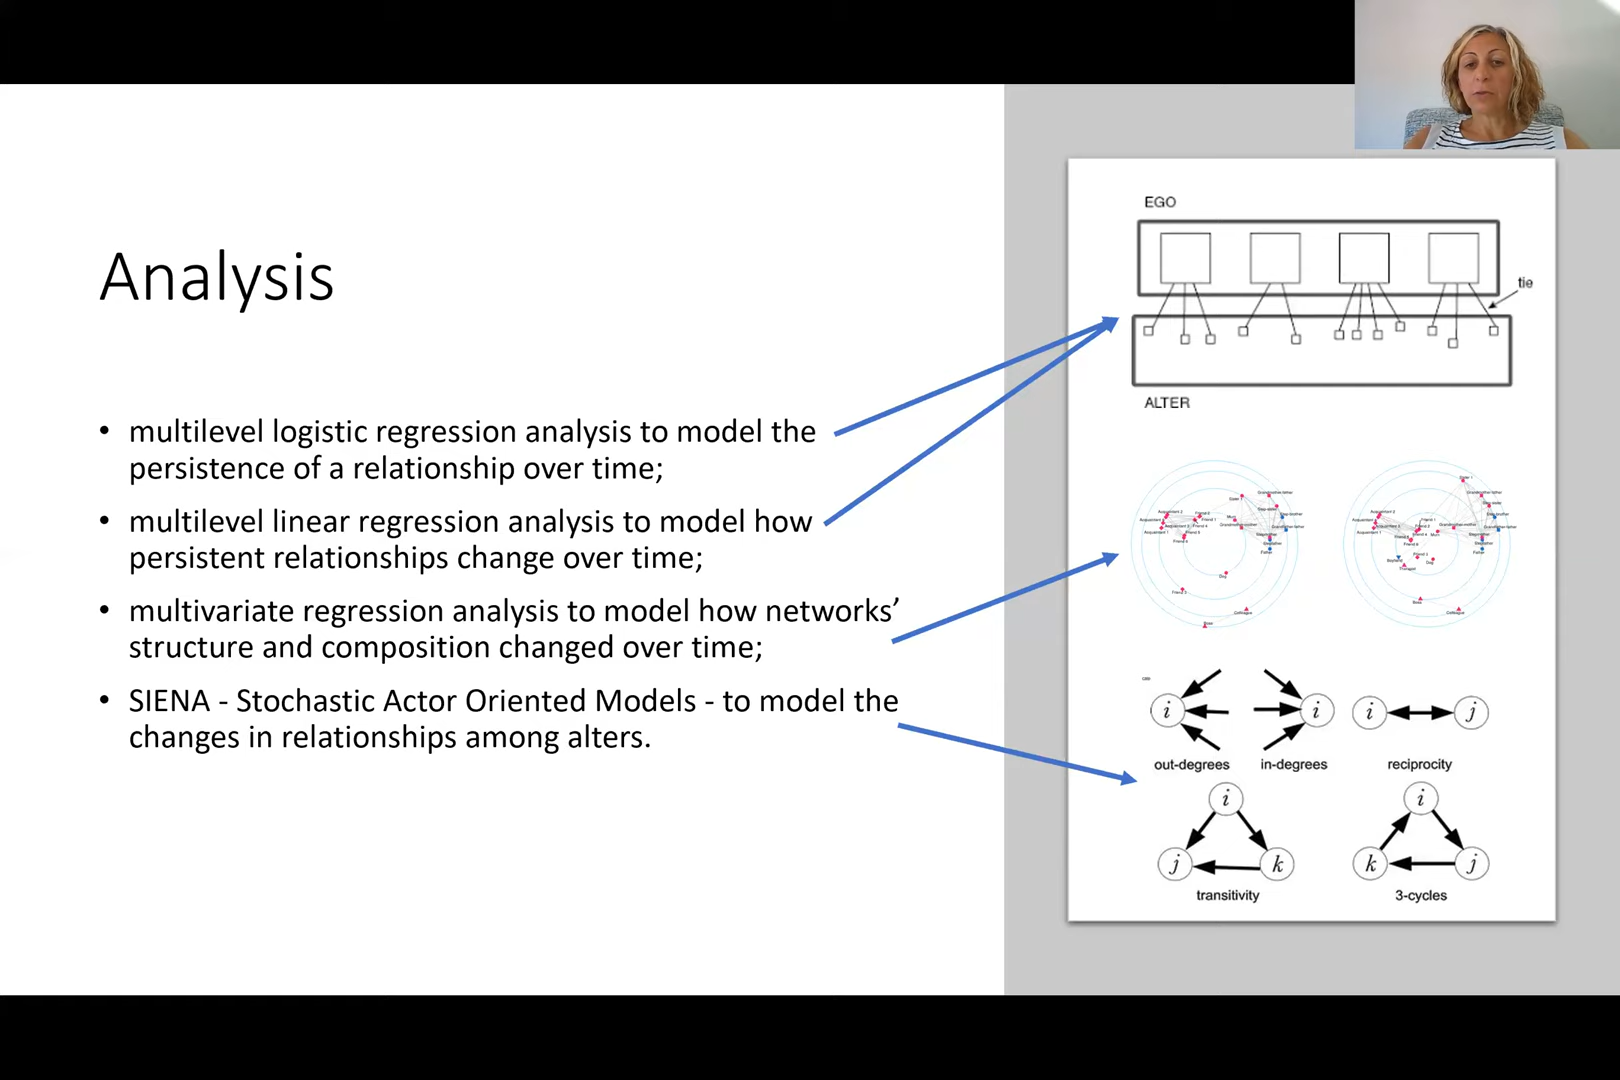 Analysis
• multilevel logistic regression analysis to model the
persistence of a relationship over time;
• multilevel linear regression analysis to model how
persistent relationships change over time;
• multivariate regression analysis to model how networks’
structure and composition changed over time;
• SIENA - Stochastic Actor Oriented Models - to model the
changes in relationships among alters.
EGO
tie
ALTER
i
i
i j
out-degrees in-degrees reciprocity
i
j k
transitivity
i
k j
3-cycles